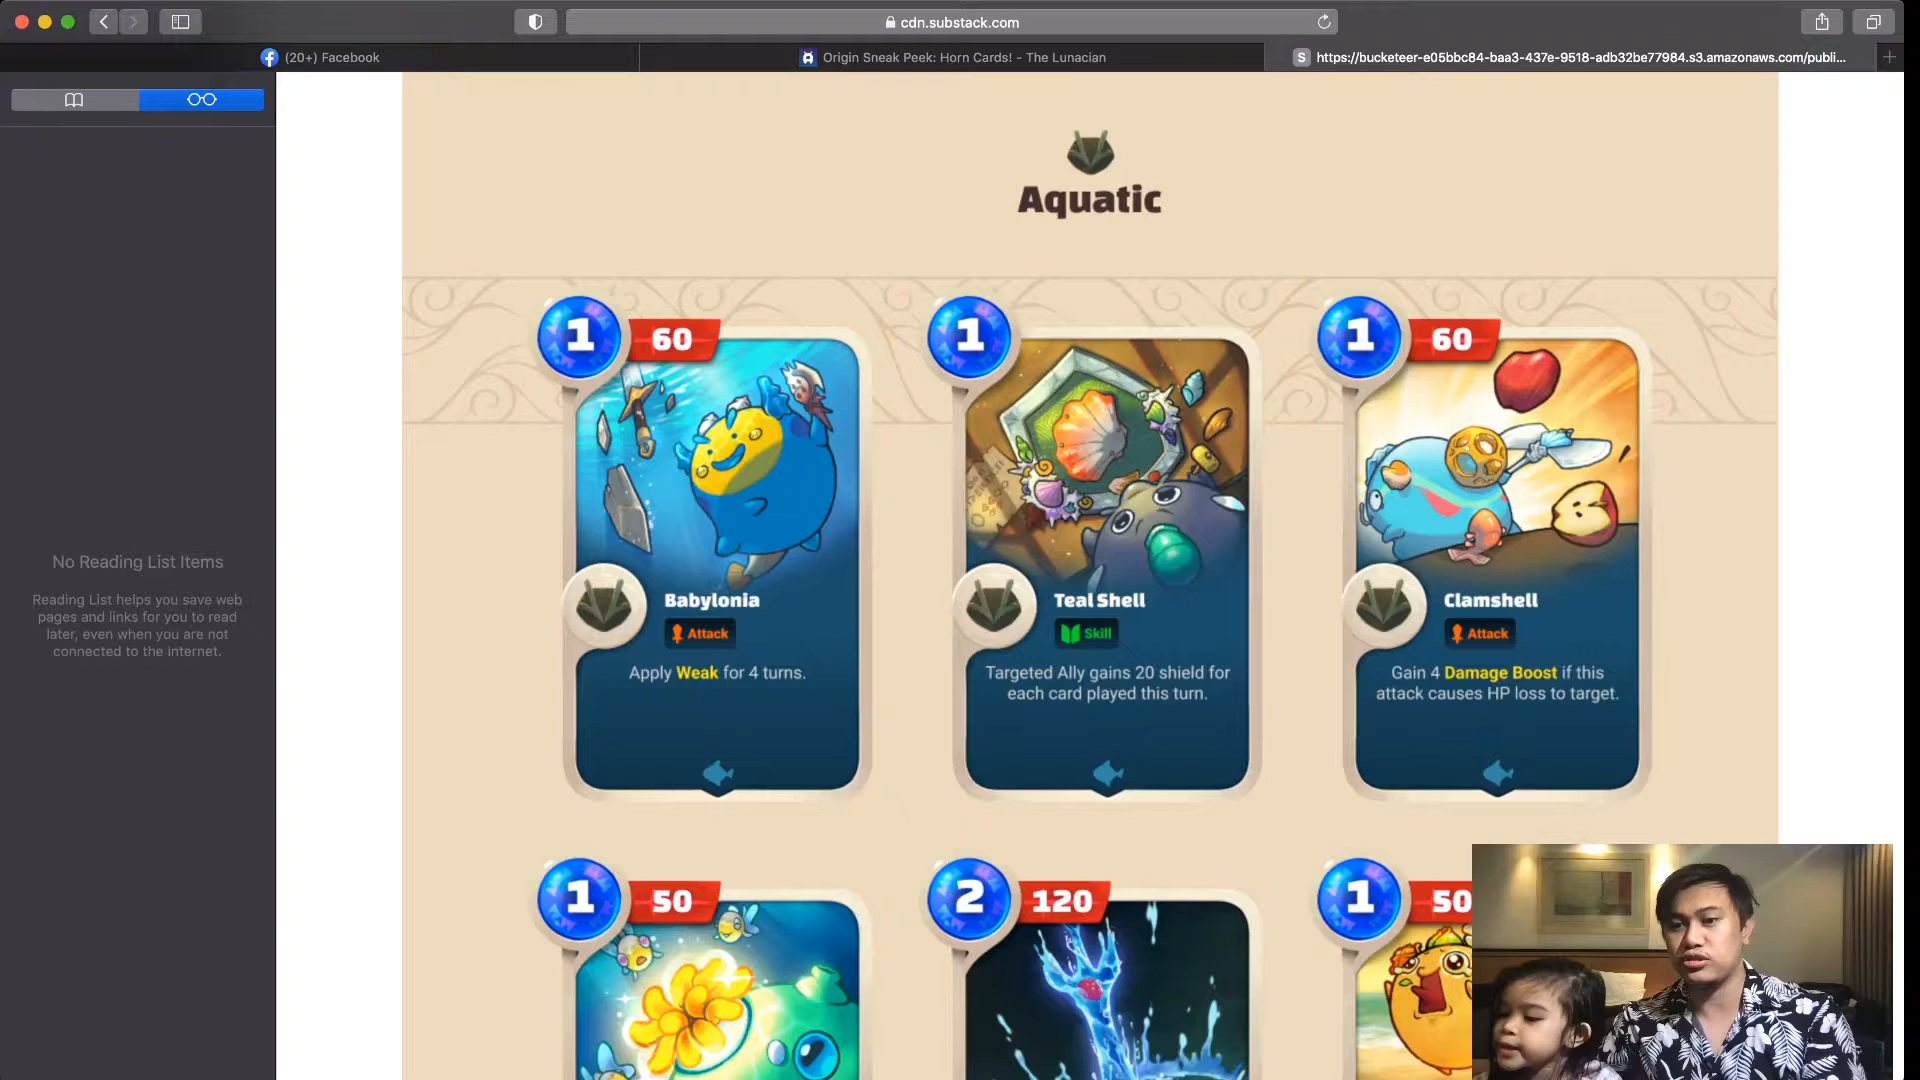 cdn.substack.com
(20+) Facebook
Origin Sneak Peek: Horn Cards! - The Lunacian
S
https://bucketeer-e05bbc84-baa3-437e-9518-adb32be77984.s3.amazonaws.com/publi...
No Reading List Items
Reading List helps you save web
pages and links for you to read
later, even when you are not
connected to the internet.
Aquatic
1
60
Babylonia
Attack
Apply Weak for 4 turns.
1
Teal Shell
Skill
Targeted Ally gains 20 shield for
each card played this turn.
1
60
Clamshell
Attack
Gain 4 Damage Boost if this
attack causes HP loss to target.
1
50
2
120
1
50